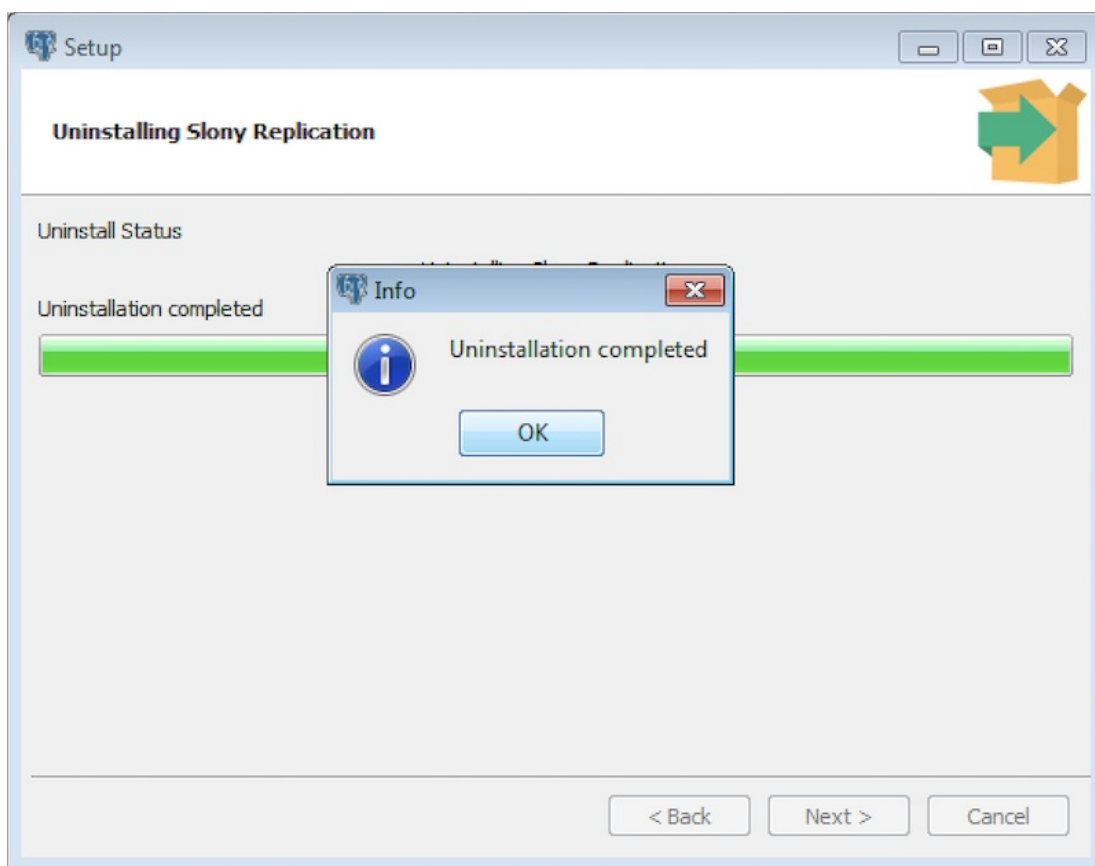 Setup
Uninstalling Slony Replication
Uninstall Status
Info
Uninstallation completed
Uninstallation completed
OK
< Back
Next >
Cancel